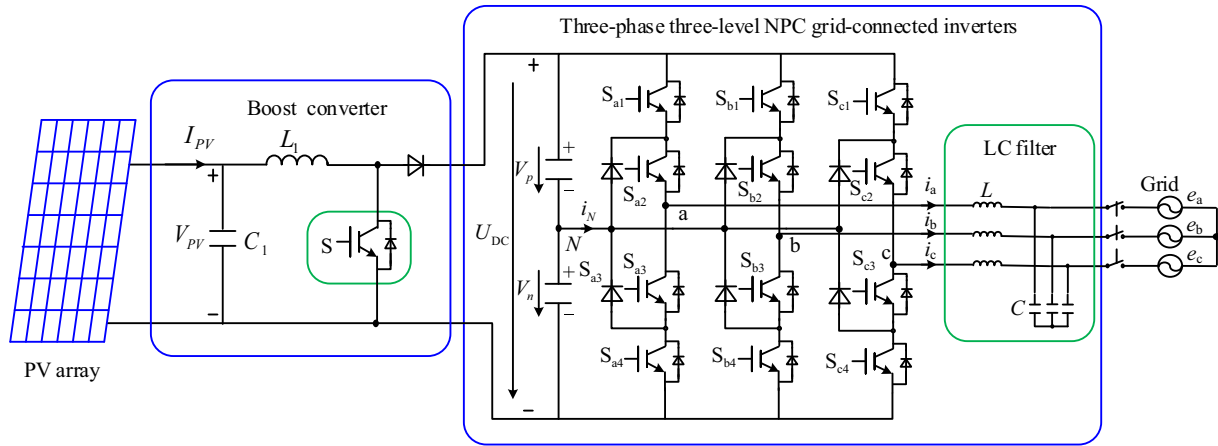 Three-phase three-level NPC grid-connected inverters
Boost converter
I_PV
L_1
+
V_PV
C_1
−
S
PV array
+
U_DC
−
V_p
+
−
i_N
N
V_n
+
−
S_a1
S_b1
S_c1
S_a2
S_b2
S_c2
a
b
c
S_a3
S_a3
S_b3
S_c3
S_a4
S_b4
S_c4
LC filter
i_a
L
i_b
i_c
C
Grid
e_a
e_b
e_c